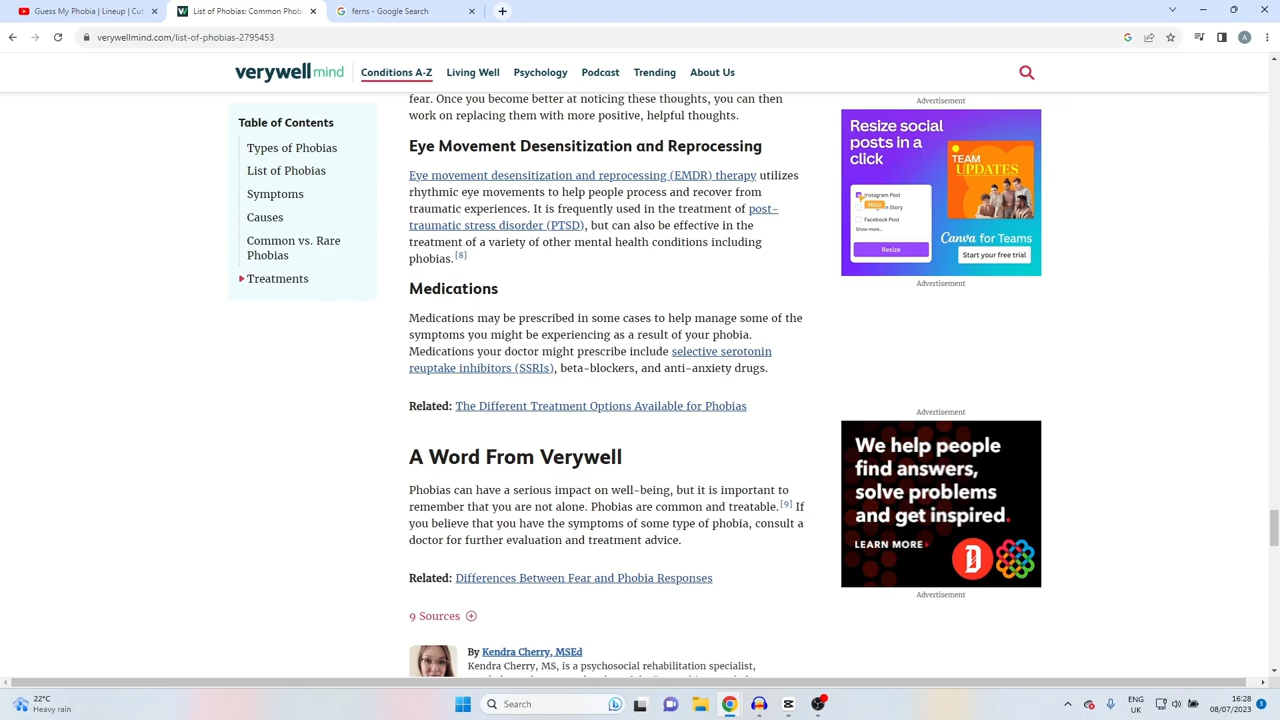 Guess My Phobia | Lineup | Cut
List of Phobias: Common Phobias
ferns - Google Search
verywellmind.com/list-of-phobias-2795453
A
verywell mind
Conditions A-Z
Living Well
Psychology
Podcast
Trending
About Us
Table of Contents
Types of Phobias
List of Phobias
Symptoms
Causes
Common vs. Rare
Phobias
Treatments
fear. Once you become better at noticing these thoughts, you can then
work on replacing them with more positive, helpful thoughts.
Eye Movement Desensitization and Reprocessing
Eye movement desensitization and reprocessing (EMDR) therapy utilizes
rhythmic eye movements to help people process and recover from
traumatic experiences. It is frequently used in the treatment of post-
traumatic stress disorder (PTSD), but can also be effective in the
treatment of a variety of other mental health conditions including
phobias.[8]
Medications
Medications may be prescribed in some cases to help manage some of the
symptoms you might be experiencing as a result of your phobia.
Medications your doctor might prescribe include selective serotonin
reuptake inhibitors (SSRIs), beta-blockers, and anti-anxiety drugs.
Related: The Different Treatment Options Available for Phobias
A Word From Verywell
Phobias can have a serious impact on well-being, but it is important to
remember that you are not alone. Phobias are common and treatable.[9] If
you believe that you have the symptoms of some type of phobia, consult a
doctor for further evaluation and treatment advice.
Related: Differences Between Fear and Phobia Responses
9 Sources
By Kendra Cherry, MSEd
Kendra Cherry, MS, is a psychosocial rehabilitation specialist,
Advertisement
Resize social
posts in a
click
TEAM
UPDATES
Instagram Post
Nico
Story
Facebook Post
Show more...
Resize
Canva for Teams
Start your free trial
Advertisement
Advertisement
We help people
find answers,
solve problems
and get inspired.
LEARN MORE
Advertisement
22°C
Heavy rain
Search
ENG
UK
16:28
08/07/2023
3